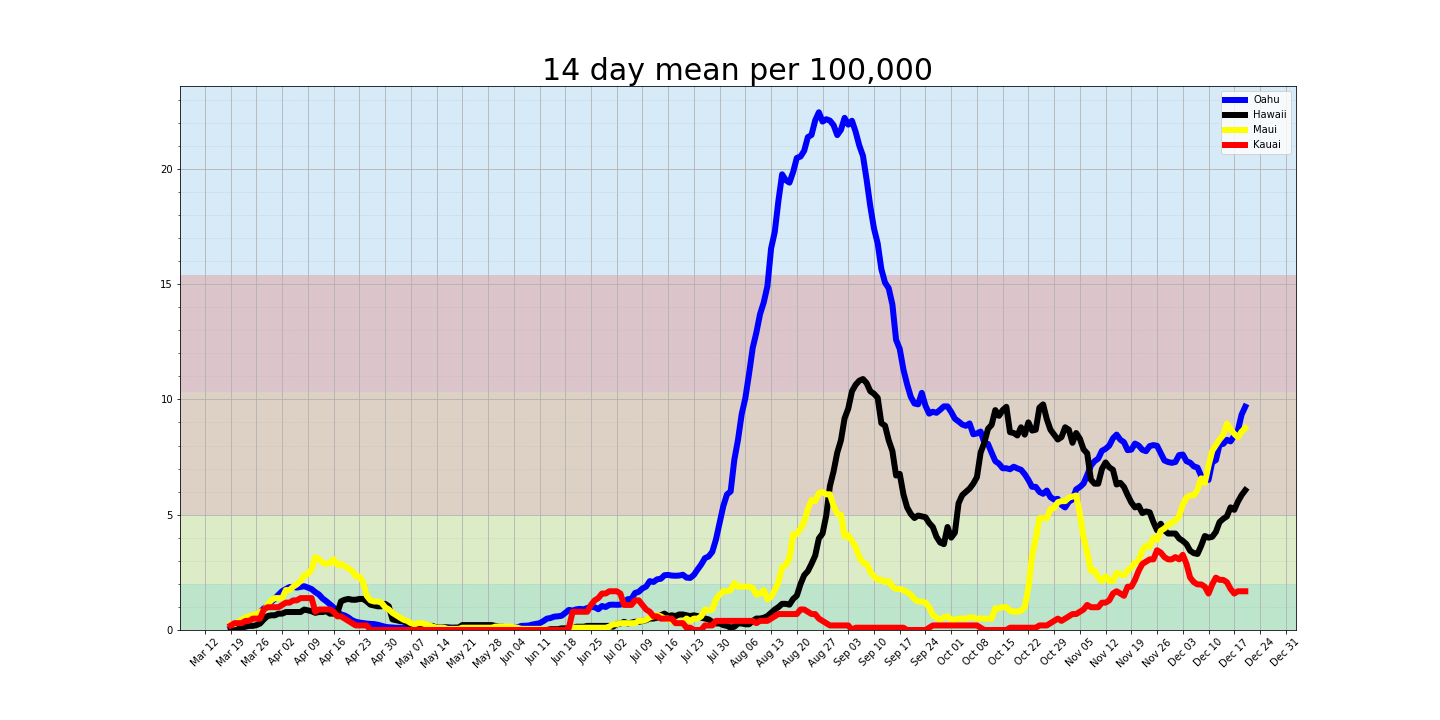 14 day mean per 100,000
Oahu
Hawaii
Maui
Kauai
20
15
10
5
0
Mar 12 Mar 19 Mar 26 Apr 02 Apr 09 Apr 16 Apr 23 Apr 30 May 07 May 14 May 21 May 28 Jun 04 Jun 11 Jun 18 Jun 25 Jul 02 Jul 09 Jul 16 Jul 23 Jul 30 Aug 06 Aug 13 Aug 20 Aug 27 Sep 03 Sep 10 Sep 17 Sep 24 Oct 01 Oct 08 Oct 15 Oct 22 Oct 29 Nov 05 Nov 12 Nov 19 Nov 26 Dec 03 Dec 10 Dec 17 Dec 24 Dec 31